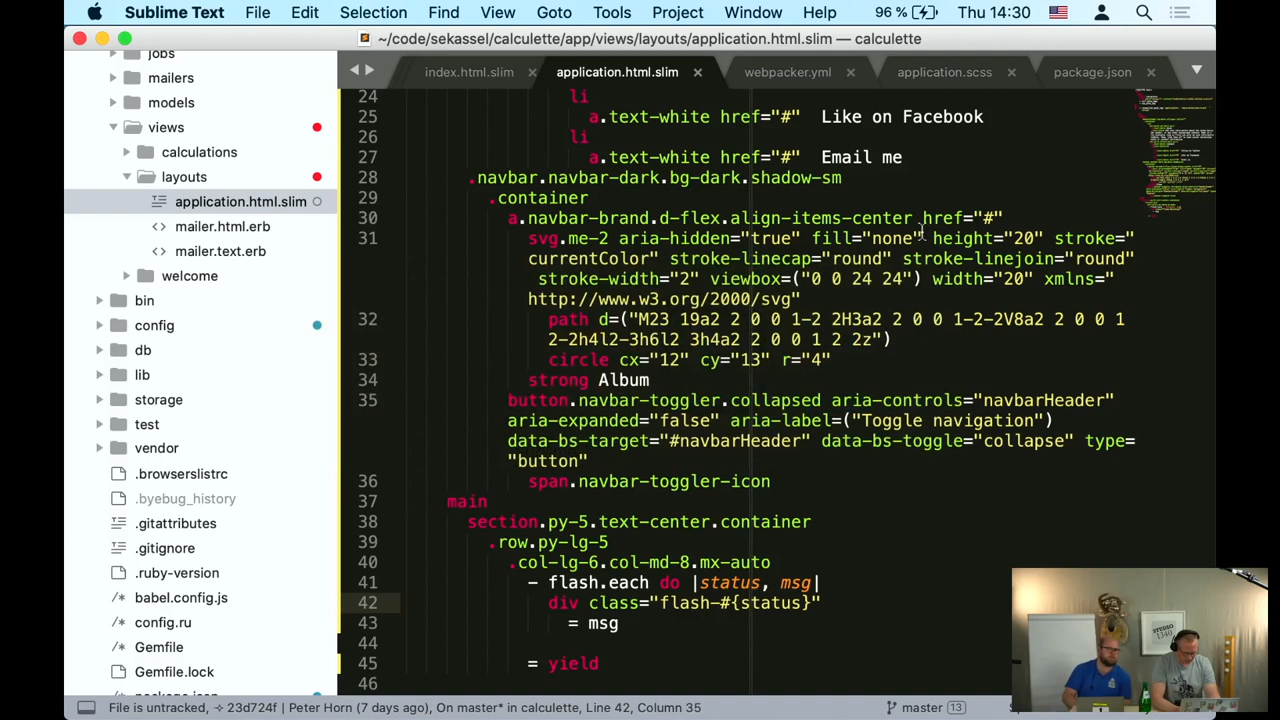 Sublime Text File Edit Selection Find View Goto Tools Project Window Help 96 % Thu 14:30
~/code/sekassel/calculette/app/views/layouts/application.html.slim — calculette
index.html.slim application.html.slim webpacker.yml application.scss package.json
jobs
mailers
models
views
calculations
layouts
application.html.slim
mailer.html.erb
mailer.text.erb
welcome
bin
config
db
lib
storage
test
vendor
.browserslistrc
.byebug_history
.gitattributes
.gitignore
.ruby-version
babel.config.js
config.ru
Gemfile
Gemfile.lock
package.json
24 li
25 a.text-white href="#" Like on Facebook
26 li
27 a.text-white href="#" Email me
28 .navbar.navbar-dark.bg-dark.shadow-sm
29 .container
30 a.navbar-brand.d-flex.align-items-center href="#"
31 svg.me-2 aria-hidden="true" fill="none" height="20" stroke="
currentColor" stroke-linecap="round" stroke-linejoin="round"
stroke-width="2" viewbox=("0 0 24 24") width="20" xmlns="
http://www.w3.org/2000/svg"
32 path d=("M23 19a2 2 0 0 1-2 2H3a2 2 0 0 1-2-2V8a2 2 0 0 1
2-2h4l2-3h6l2 3h4a2 2 0 0 1 2 2z")
33 circle cx="12" cy="13" r="4"
34 strong Album
35 button.navbar-toggler.collapsed aria-controls="navbarHeader"
aria-expanded="false" aria-label=("Toggle navigation")
data-bs-target="#navbarHeader" data-bs-toggle="collapse" type=
"button"
36 span.navbar-toggler-icon
37 main
38 section.py-5.text-center.container
39 .row.py-lg-5
40 .col-lg-6.col-md-8.mx-auto
41 - flash.each do |status, msg|
42 div class="flash-#{status}"
43 = msg
44
45 = yield
46
STUDIO
1340
File is untracked, 23d724f | Peter Horn (7 days ago), On master* in calculette, Line 42, Column 35 master 13